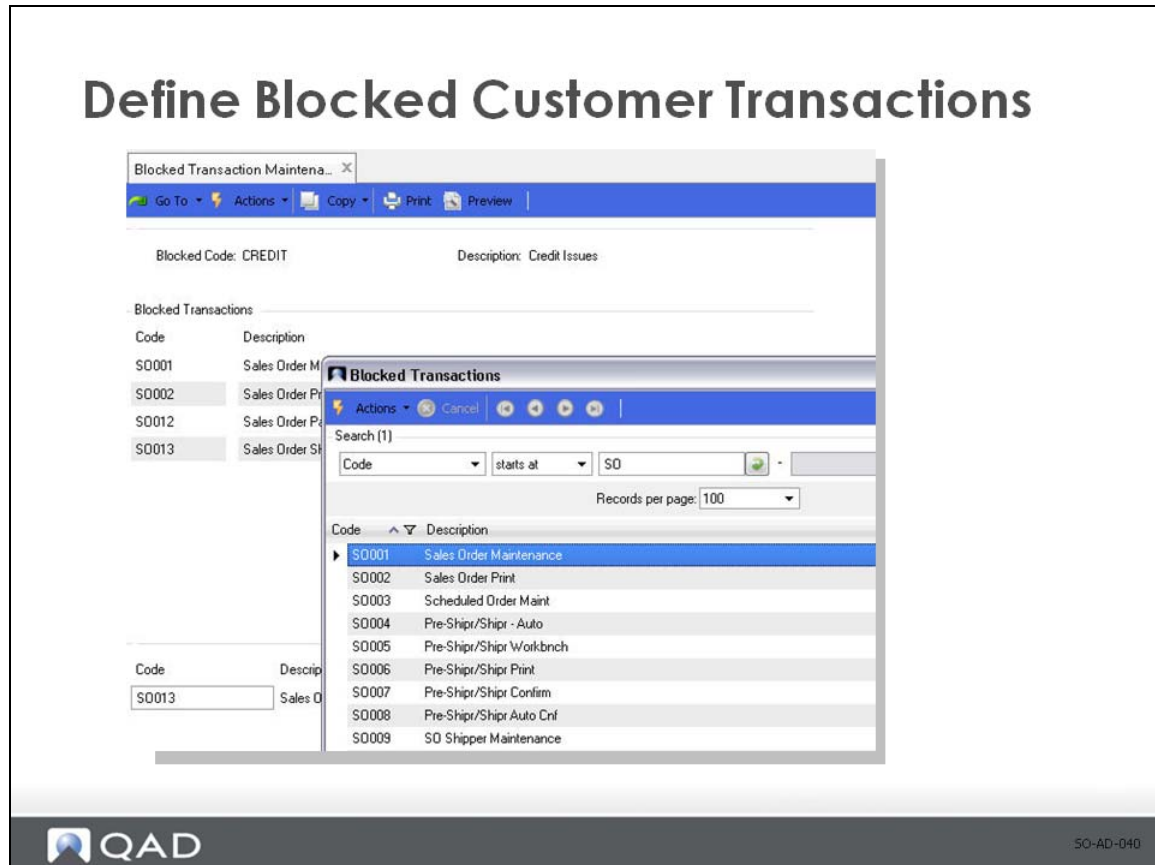 Define Blocked Customer Transactions
Blocked Transaction Maintena...
Go To Actions Copy Print Preview
Blocked Code: CREDIT Description: Credit Issues
Blocked Transactions
Code Description
SO001 Sales Order M
SO002 Sales Order Pr
SO012 Sales Order Pa
SO013 Sales Order Sh
Blocked Transactions
Actions Cancel
Search (1)
Code starts at SO -
Records per page: 100
Code Description
SO001 Sales Order Maintenance
SO002 Sales Order Print
SO003 Scheduled Order Maint
SO004 Pre-Shipr/Shipr - Auto
SO005 Pre-Shipr/Shipr Workbnch
SO006 Pre-Shipr/Shipr Print
SO007 Pre-Shipr/Shipr Confirm
SO008 Pre-Shipr/Shipr Auto Cnf
SO009 SO Shipper Maintenance
Code Descrip
SO013 Sales O
QAD
SO-AD-040